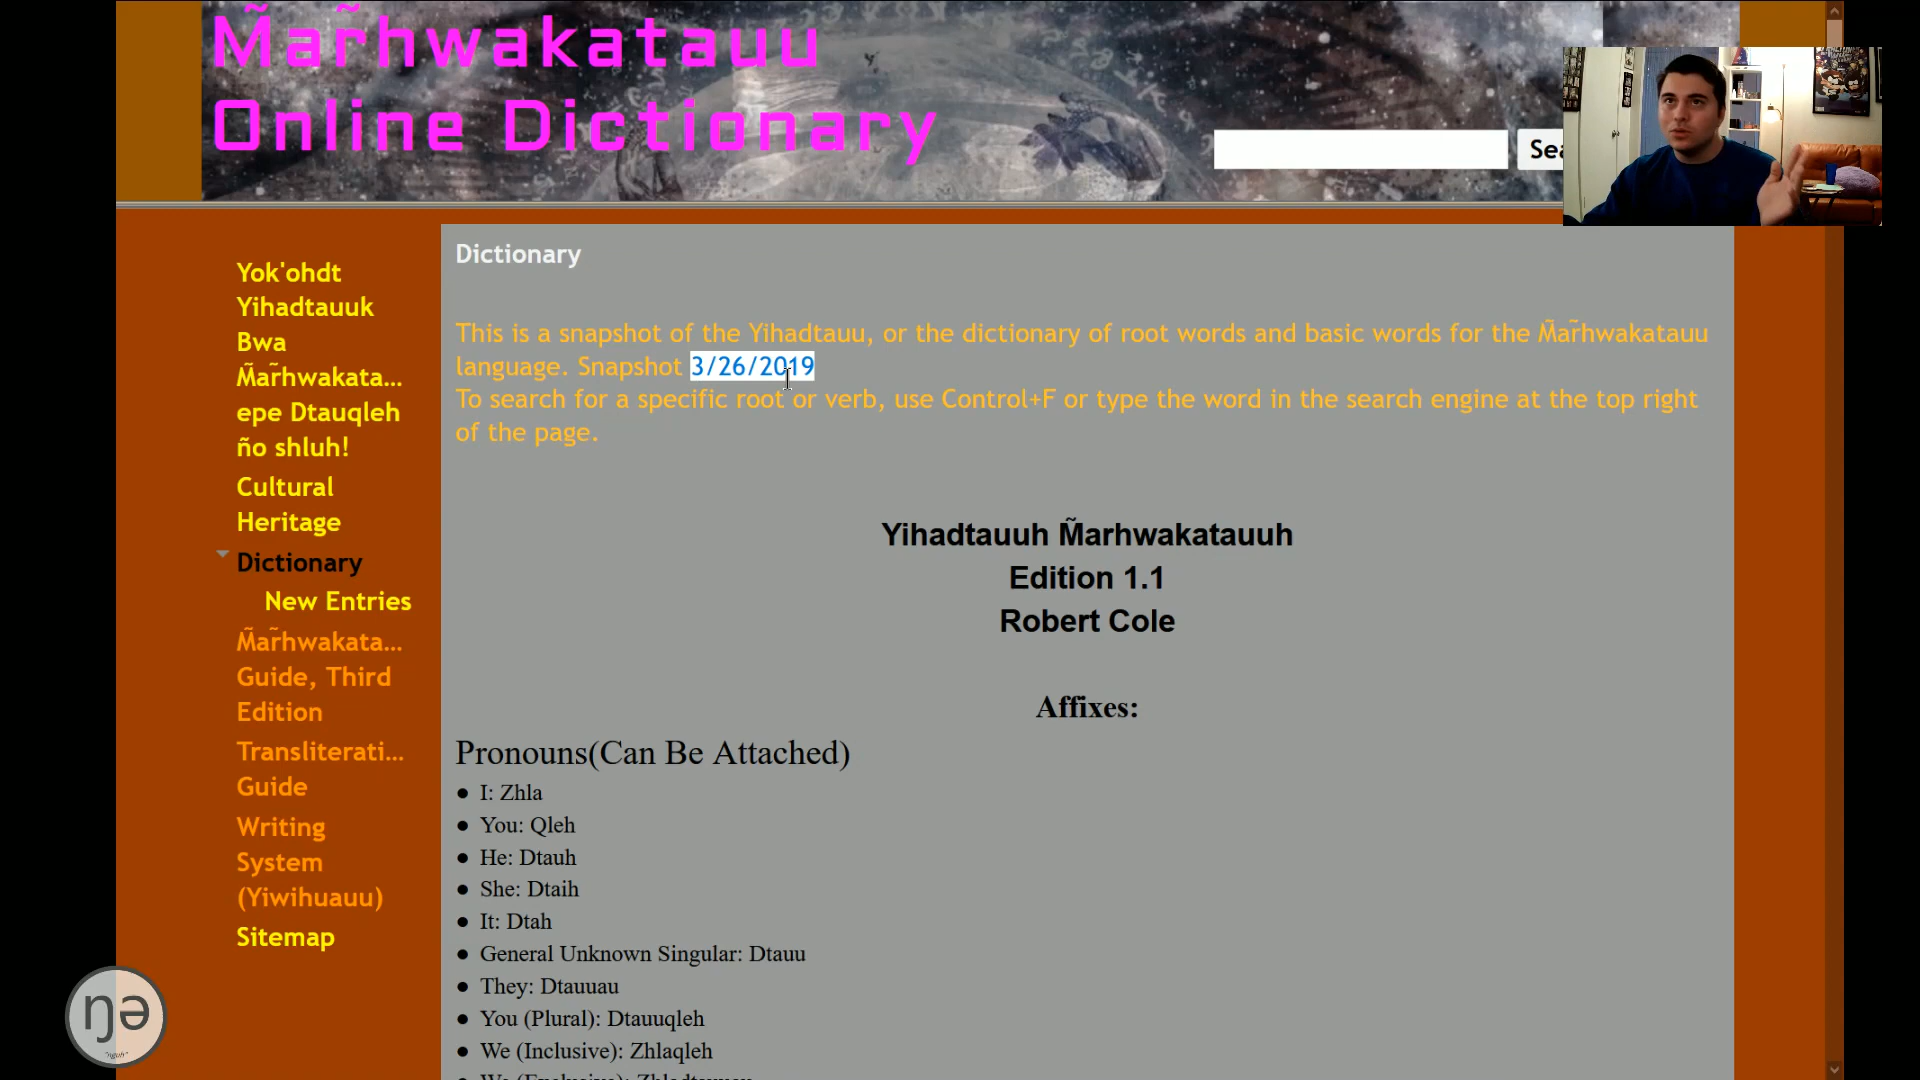 M̃ar̃hwakatauu
Online Dictionary
Sea
Yok'ohdt
Yihadtauuk
Bwa
M̃ar̃hwakata...
epe Dtauqleh
ño shluh!
Cultural
Heritage
Dictionary
New Entries
M̃ar̃hwakata...
Guide, Third
Edition
Transliterati...
Guide
Writing
System
(Yiwihuauu)
Sitemap
Dictionary
This is a snapshot of the Yihadtauu, or the dictionary of root words and basic words for the M̃ar̃hwakatauu
language. Snapshot 3/26/2019
To search for a specific root or verb, use Control+F or type the word in the search engine at the top right
of the page.
Yihadtauuh M̃arhwakatauuh
Edition 1.1
Robert Cole
Affixes:
Pronouns(Can Be Attached)
● I: Zhla
● You: Qleh
● He: Dtauh
● She: Dtaih
● It: Dtah
● General Unknown Singular: Dtauu
● They: Dtauuau
● You (Plural): Dtauuqleh
● We (Inclusive): Zhlaqleh
ŋə